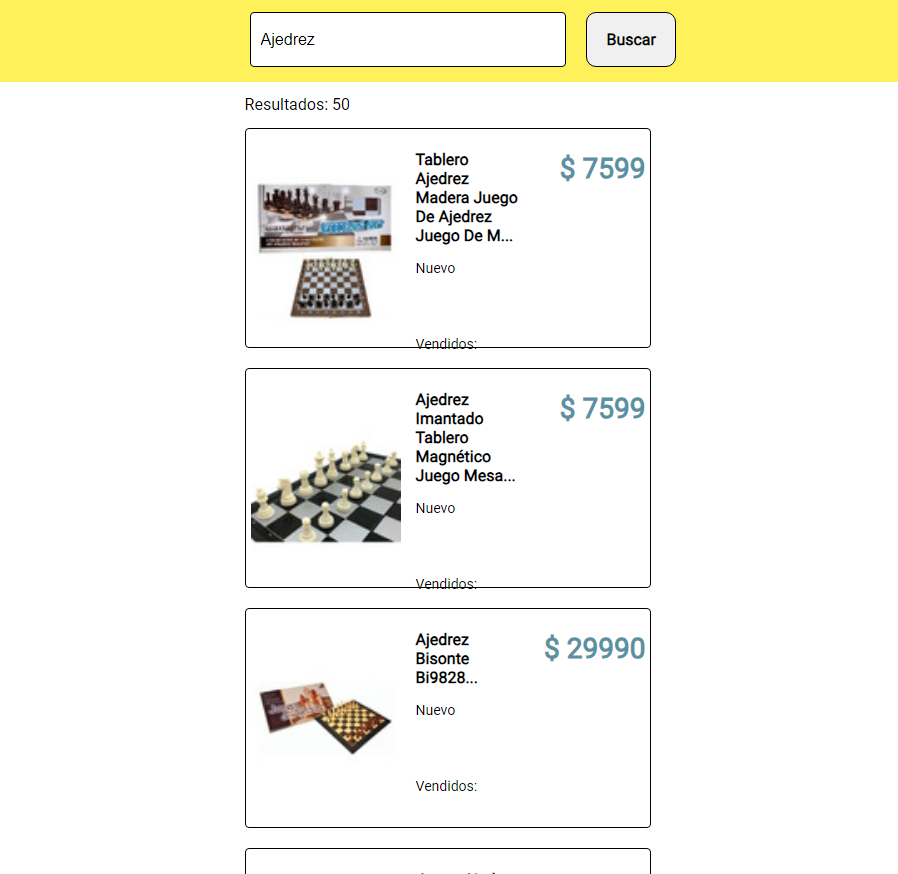 Ajedrez
Buscar
Resultados: 50
Tablero
Ajedrez
Madera Juego
De Ajedrez
Juego De M...
$ 7599
Nuevo
Vendidos:
Ajedrez
Imantado
Tablero
Magnético
Juego Mesa...
$ 7599
Nuevo
Vendidos:
Ajedrez
Bisonte
Bi9828...
$ 29990
Nuevo
Vendidos: